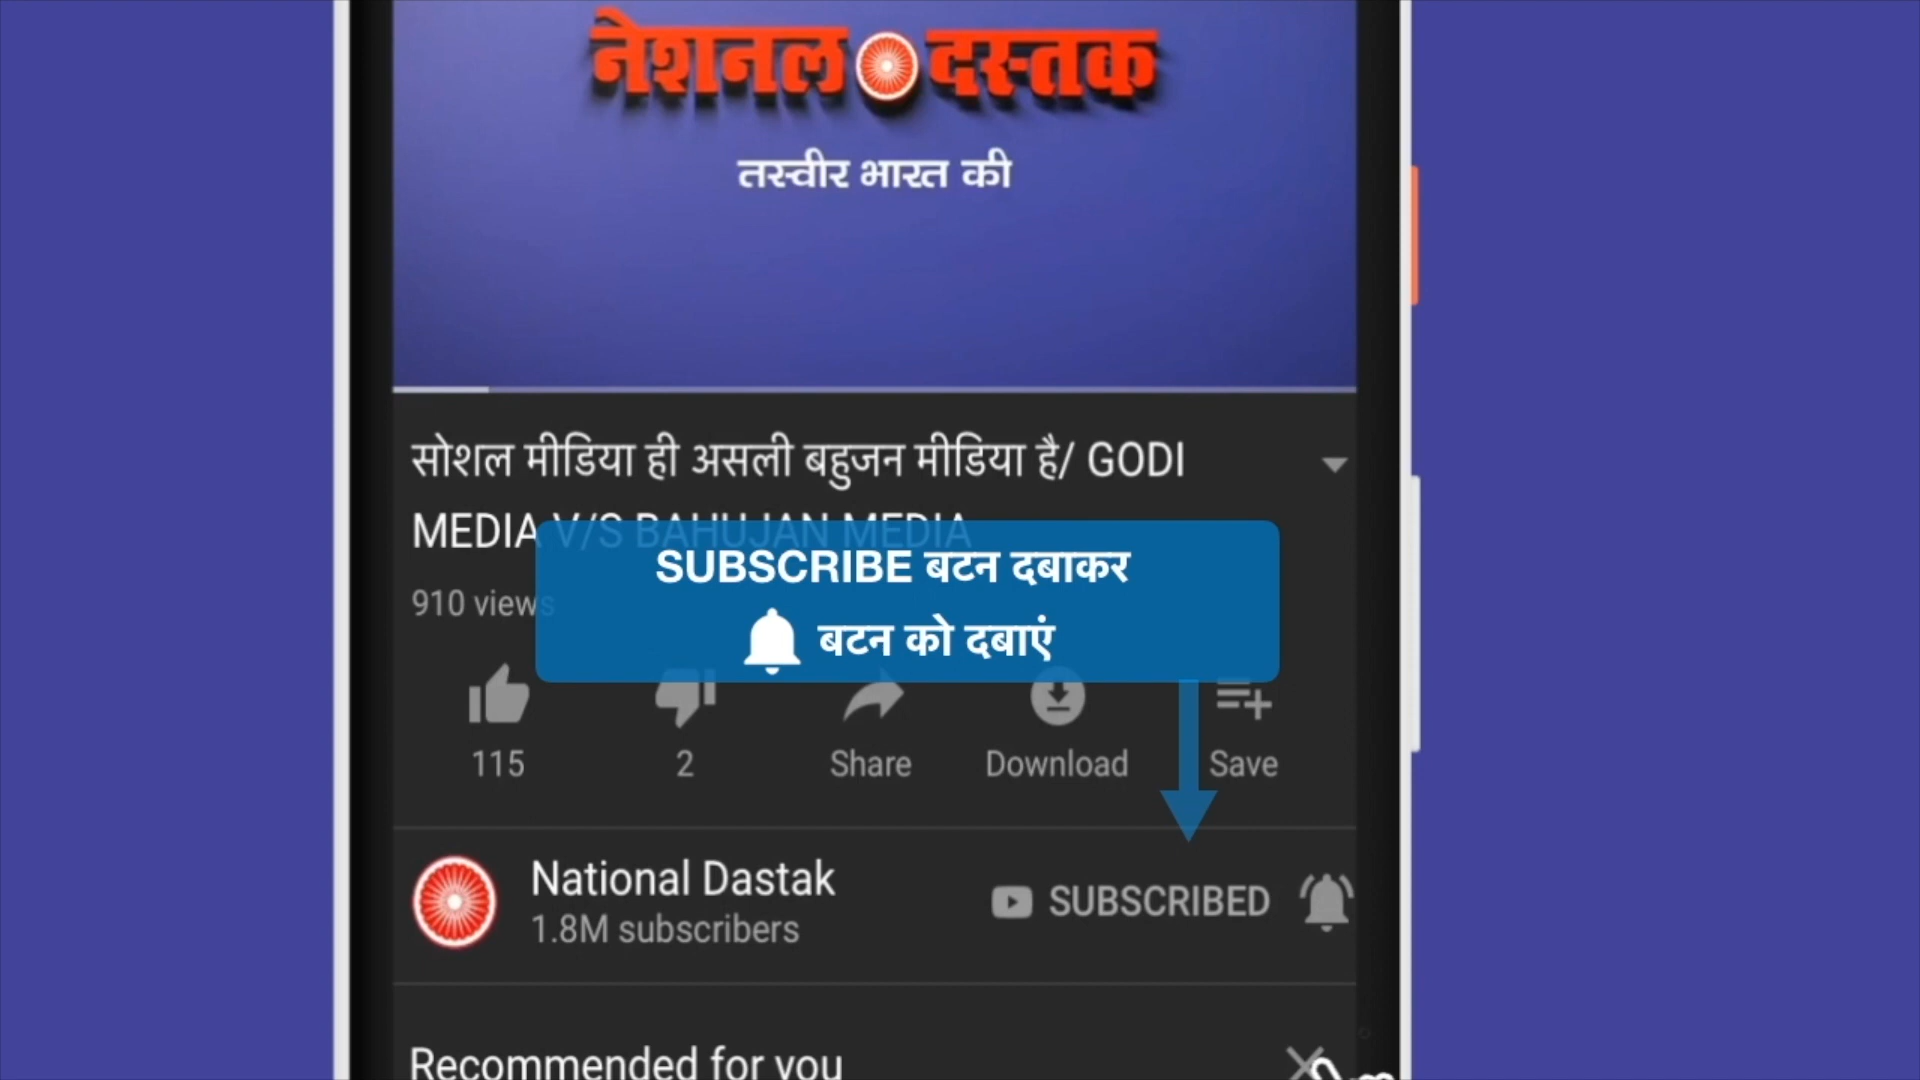 नेशनल दस्तक
तस्वीर भारत की
सोशल मीडिया ही असली बहुजन मीडिया है/ GODI
MEDIA V/S BAHUJAN MEDIA
SUBSCRIBE बटन दबाकर
910 views
बटन को दबाएं
115
2
Share
Download
Save
National Dastak
SUBSCRIBED
1.8M subscribers
Recommended for you